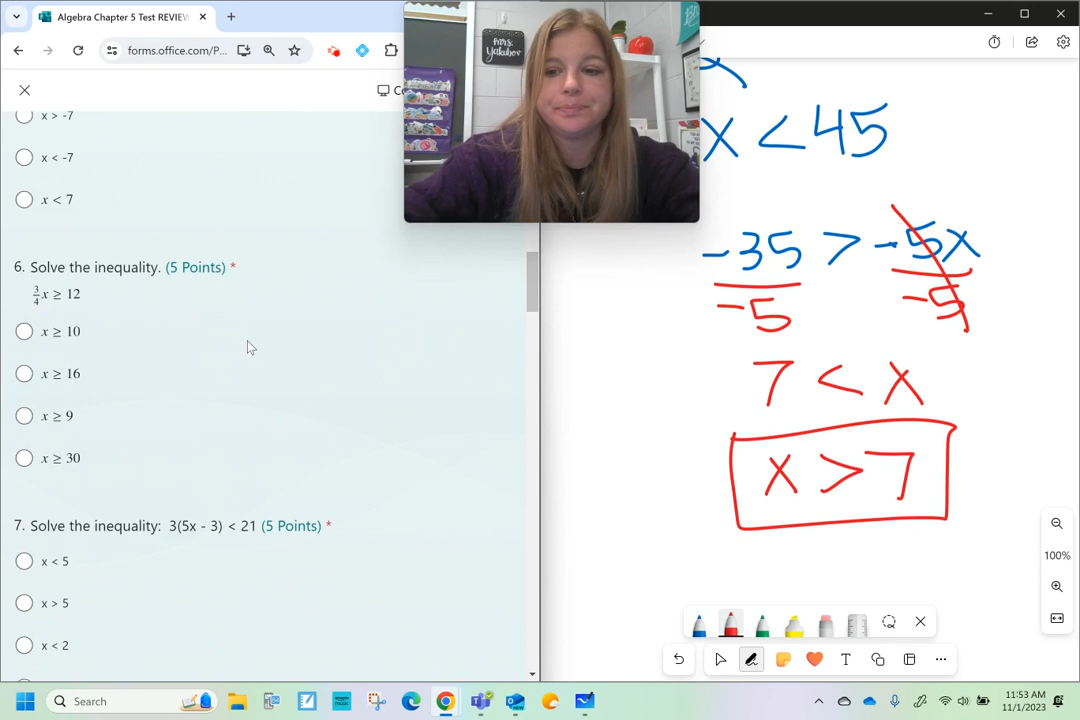 Algebra Chapter 5 Test REVIEW
forms.office.com/P...
x > -7
x < -7
x < 7
6. Solve the inequality. (5 Points) *
3/4 x ≥ 12
x ≥ 10
x ≥ 16
x ≥ 9
x ≥ 30
7. Solve the inequality: 3(5x - 3) < 21 (5 Points) *
x < 5
x > 5
x < 2
Mrs.
Yakubov
x < 45
-35 > -5x
-5 -5
7 < x
x > 7
100%
Search
11:53 AM
11/1/2023